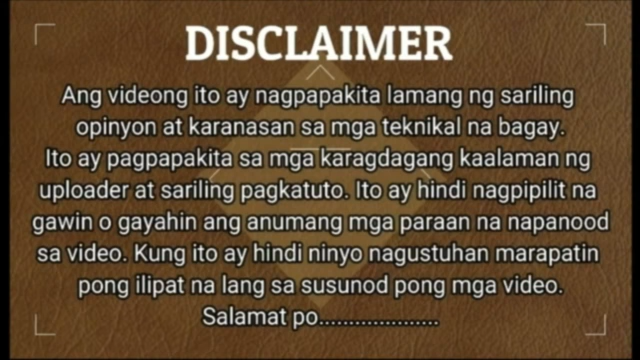 DISCLAIMER
Ang videong ito ay nagpapakita lamang ng sariling
opinyon at karanasan sa mga teknikal na bagay.
Ito ay pagpapakita sa mga karagdagang kaalaman ng
uploader at sariling pagkatuto. Ito ay hindi nagpipilit na
gawin o gayahin ang anumang mga paraan na napanood
sa video. Kung ito ay hindi ninyo nagustuhan marapatin
pong ilipat na lang sa susunod pong mga video.
Salamat po....................